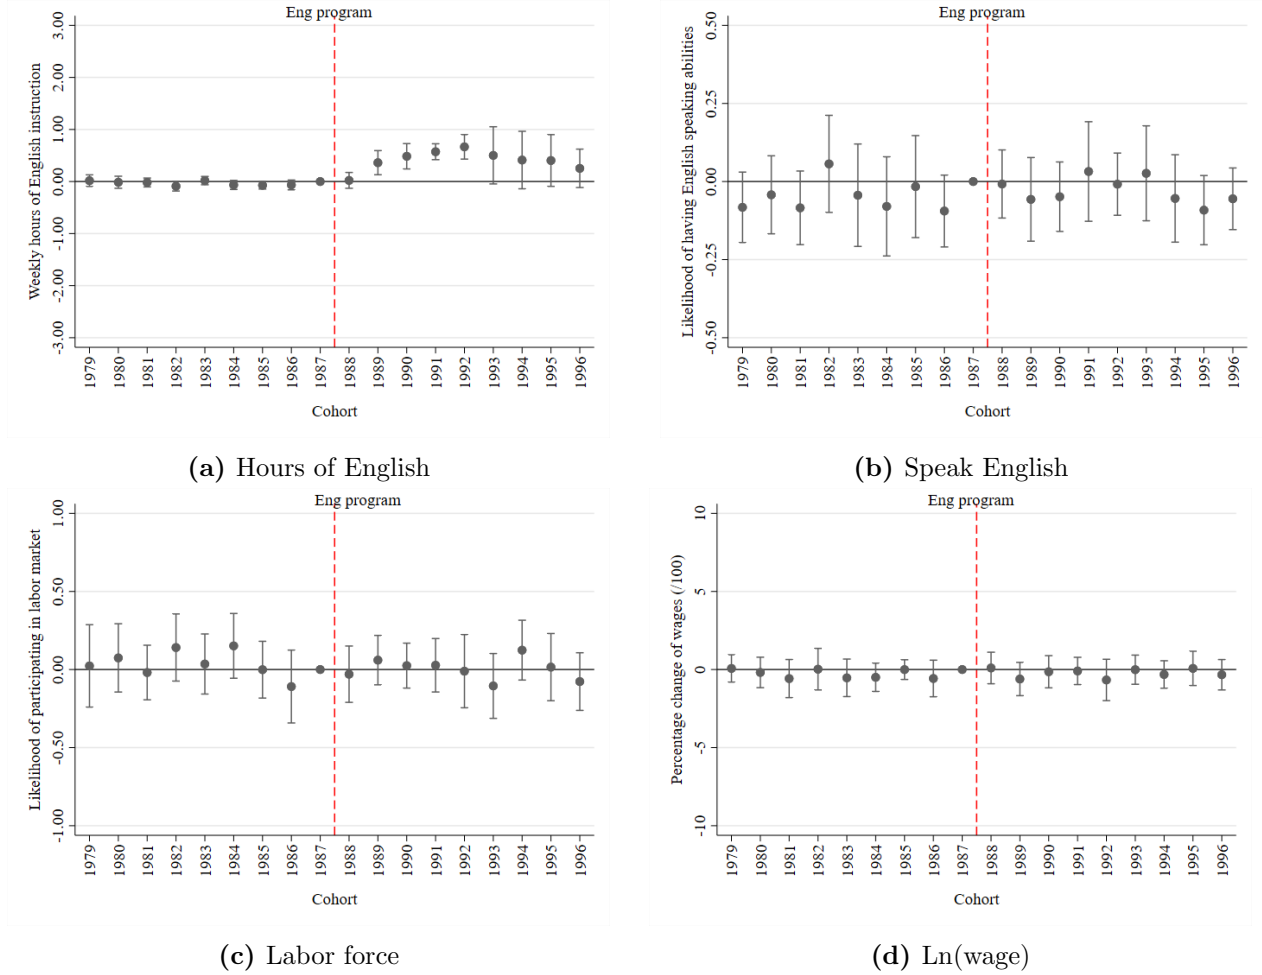 Eng program
Weekly hours of English instruction
3.00
2.00
1.00
0.00
-1.00
-2.00
-3.00
1979 1980 1981 1982 1983 1984 1985 1986 1987 1988 1989 1990 1991 1992 1993 1994 1995 1996
Cohort
(a) Hours of English
Eng program
Likelihood of having English speaking abilities
0.50
0.25
0.00
-0.25
-0.50
1979 1980 1981 1982 1983 1984 1985 1986 1987 1988 1989 1990 1991 1992 1993 1994 1995 1996
Cohort
(b) Speak English
Eng program
Likelihood of participating in labor market
1.00
0.50
0.00
-0.50
-1.00
1979 1980 1981 1982 1983 1984 1985 1986 1987 1988 1989 1990 1991 1992 1993 1994 1995 1996
Cohort
(c) Labor force
Eng program
Percentage change of wages (/100)
10
5
0
-5
-10
1979 1980 1981 1982 1983 1984 1985 1986 1987 1988 1989 1990 1991 1992 1993 1994 1995 1996
Cohort
(d) Ln(wage)